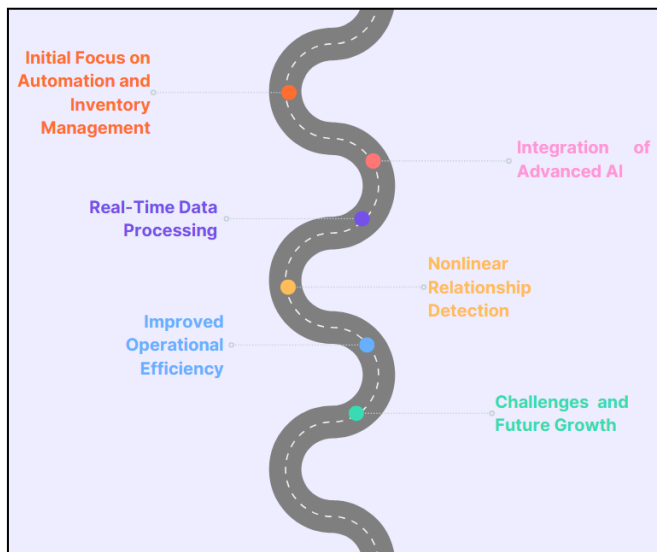 Initial Focus on
Automation and
Inventory
Management
Integration of
Advanced AI
Real-Time Data
Processing
Nonlinear
Relationship
Detection
Improved
Operational
Efficiency
Challenges and
Future Growth